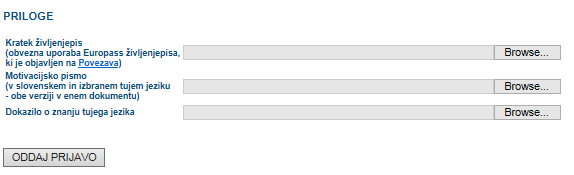 PRILOGE
Kratek življenjepis
(obvezna uporaba Europass življenjepisa,
ki je objavljen na Povezava)
Browse...
Motivacijsko pismo
(v slovenskem in izbranem tujem jeziku
- obe verziji v enem dokumentu)
Browse...
Dokazilo o znanju tujega jezika
Browse...
ODDAJ PRIJAVO